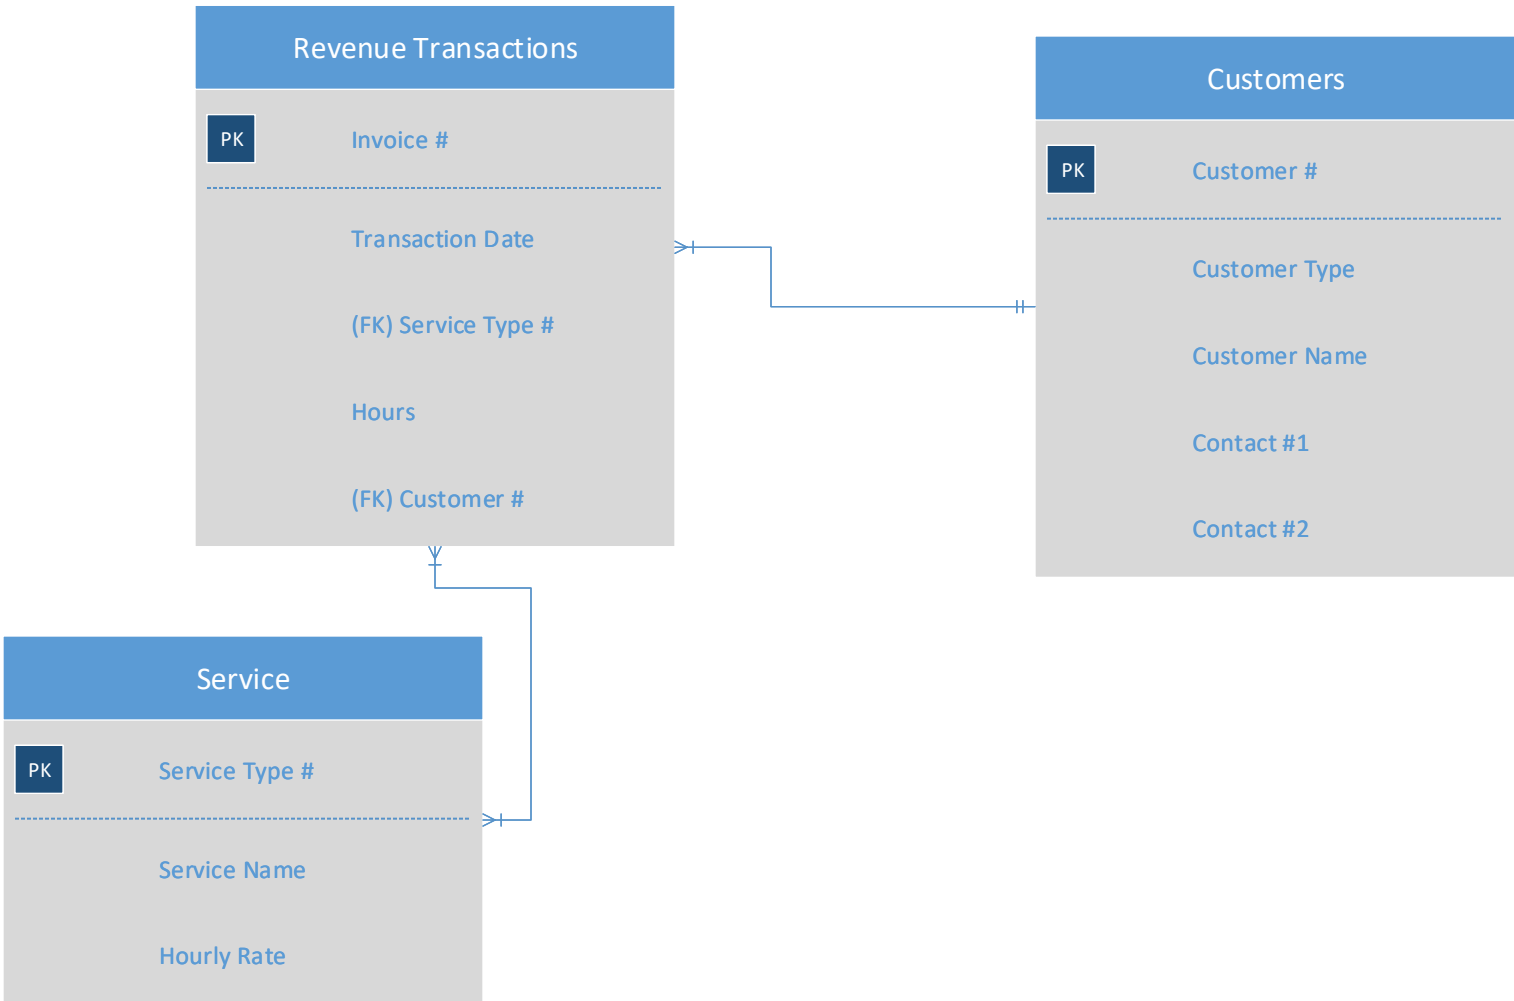 Revenue Transactions
PK
Invoice #
Transaction Date
(FK) Service Type #
Hours
(FK) Customer #
Customers
PK
Customer #
Customer Type
Customer Name
Contact #1
Contact #2
Service
PK
Service Type #
Service Name
Hourly Rate